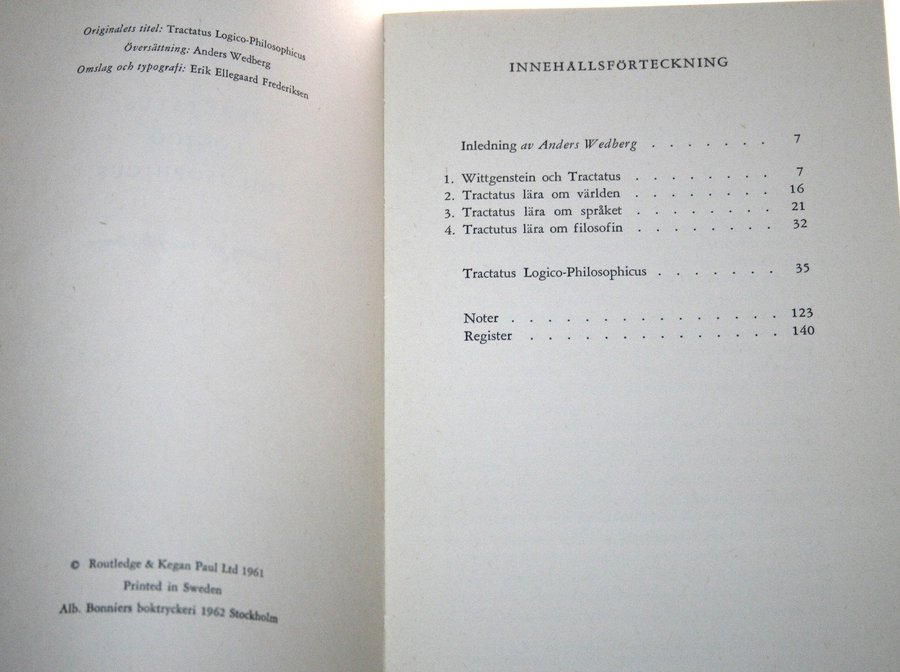 Originalets titel: Tractatus Logico-Philosophicus
Översättning: Anders Wedberg
Omslag och typografi: Erik Ellegaard Frederiksen
© Routledge & Kegan Paul Ltd 1961
Printed in Sweden
Alb. Bonniers boktryckeri 1962 Stockholm
INNEHALLSFÖRTECKNING
Inledning av Anders Wedberg . . . . . . . 7
1. Wittgenstein och Tractatus . . . . . . . . 7
2. Tractatus lära om världen . . . . . . . . 16
3. Tractatus lära om språket . . . . . . . . 21
4. Tractutus lära om filosofin . . . . . . . . 32
Tractatus Logico-Philosophicus . . . . . . . 35
Noter . . . . . . . . . . . . . . . 123
Register . . . . . . . . . . . . . . 140